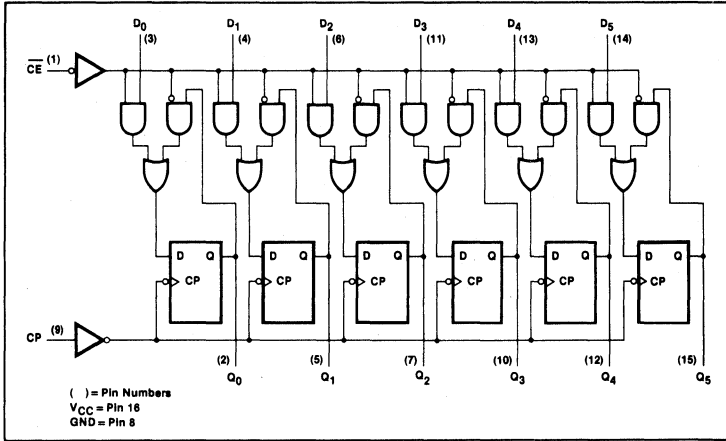 D0 D1 D2 D3 D4 D5
(3) (4) (6) (11) (13) (14)
CE (1)
D Q D Q D Q D Q D Q D Q
CP CP CP CP CP CP
CP (9)
(2) (5) (7) (10) (12) (15)
Q0 Q1 Q2 Q3 Q4 Q5
( ) = Pin Numbers
VCC = Pin 16
GND = Pin 8